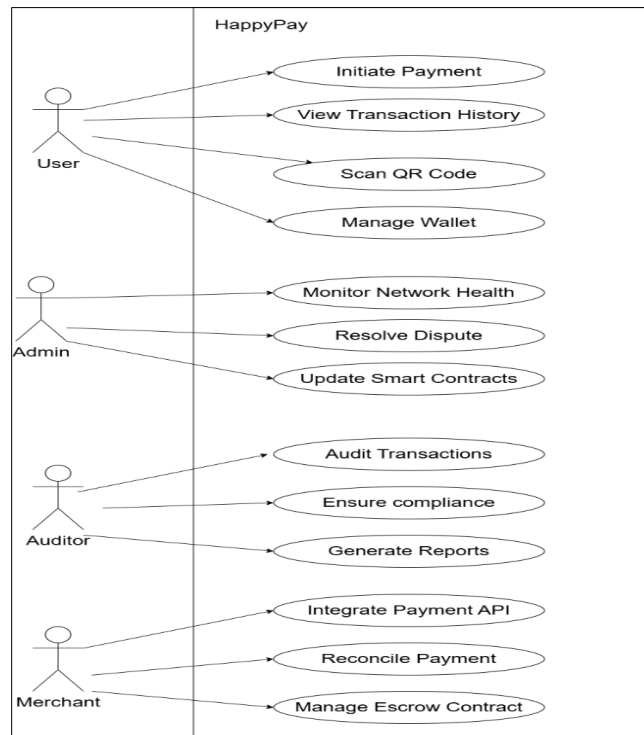 HappyPay
Initiate Payment
View Transaction History
User
Scan QR Code
Manage Wallet
Monitor Network Health
Resolve Dispute
Admin
Update Smart Contracts
Audit Transactions
Ensure compliance
Auditor
Generate Reports
Integrate Payment API
Reconcile Payment
Merchant
Manage Escrow Contract